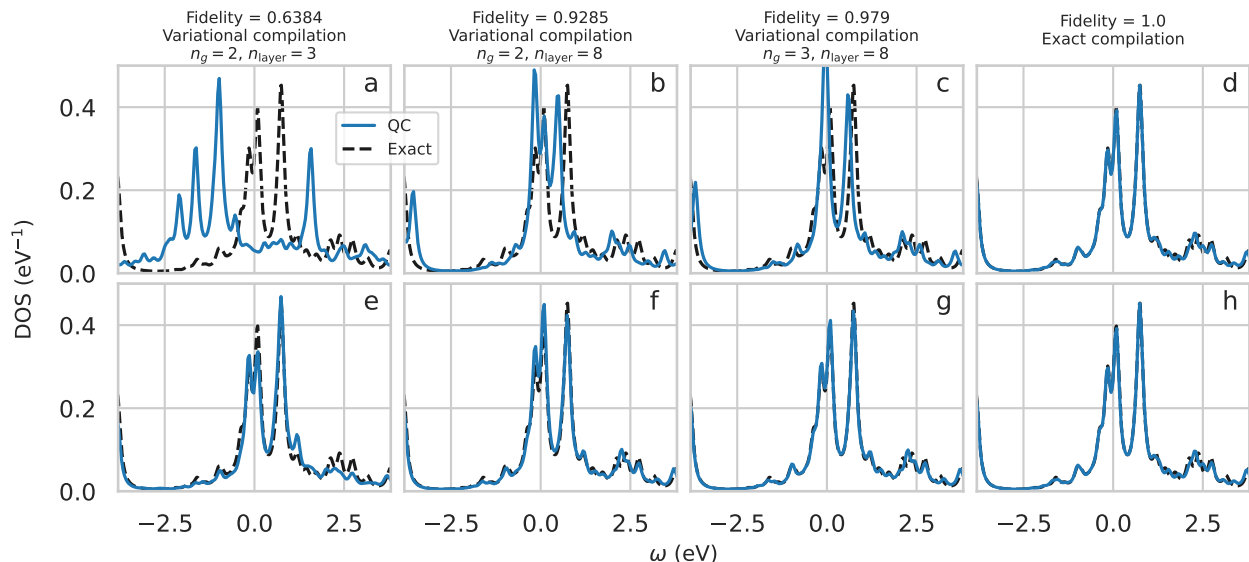 Fidelity = 0.6384
Variational compilation
n_g = 2, n_layer = 3
Fidelity = 0.9285
Variational compilation
n_g = 2, n_layer = 8
Fidelity = 0.979
Variational compilation
n_g = 3, n_layer = 8
Fidelity = 1.0
Exact compilation
a
b
c
d
QC
Exact
0.4
0.2
0.0
DOS (eV⁻¹)
e
f
g
h
0.4
0.2
0.0
−2.5 0.0 2.5
−2.5 0.0 2.5
−2.5 0.0 2.5
−2.5 0.0 2.5
ω (eV)